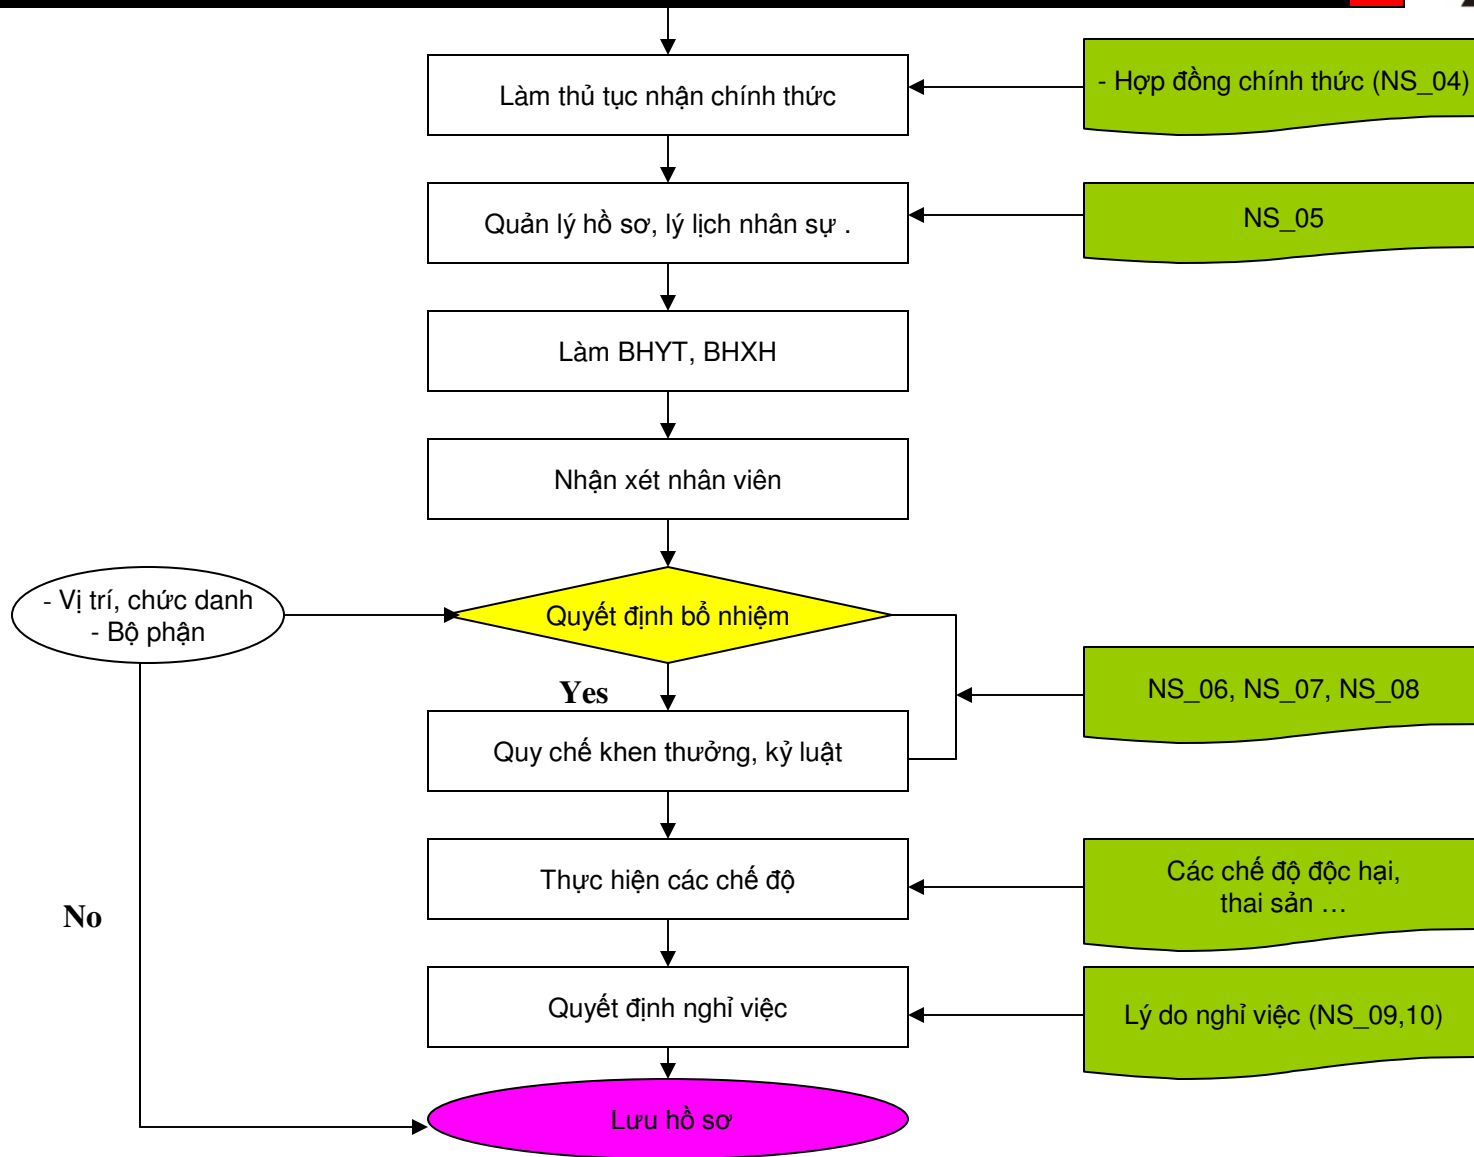 Làm thủ tục nhận chính thức
- Hợp đồng chính thức (NS_04)
Quản lý hồ sơ, lý lịch nhân sự .
NS_05
Làm BHYT, BHXH
Nhận xét nhân viên
- Vị trí, chức danh
- Bộ phận
Quyết định bổ nhiệm
Yes
NS_06, NS_07, NS_08
Quy chế khen thưởng, kỷ luật
Thực hiện các chế độ
Các chế độ độc hại,
thai sản ...
No
Quyết định nghỉ việc
Lý do nghỉ việc (NS_09,10)
Lưu hồ sơ